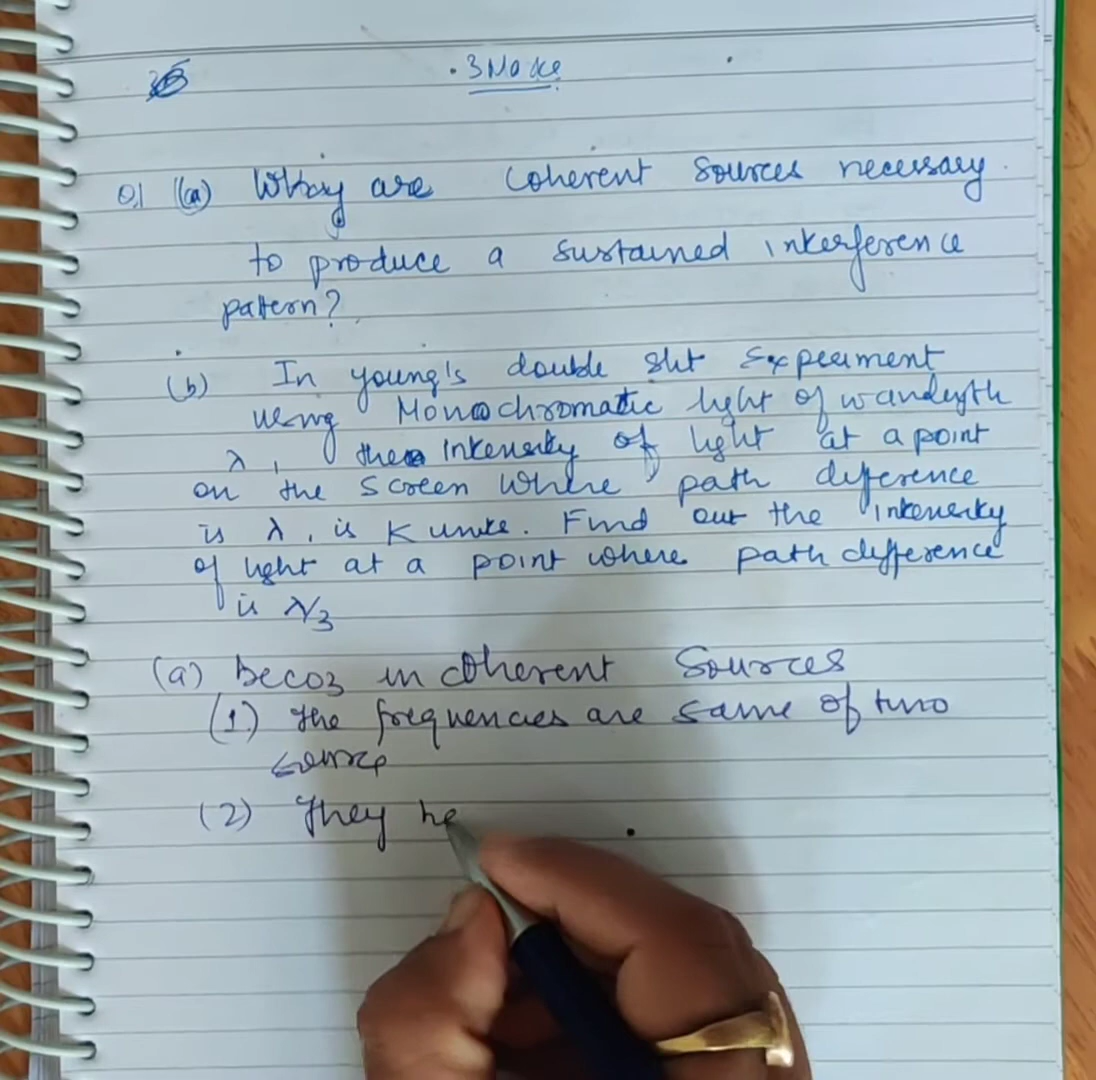 3 Marks
Q.1 (a) Why are Coherent Sources necessary
to produce a sustained interference
pattern?
(b) In young's double slit Experiment
using Monochromatic light of wavelength
λ, the intensity of light at a point
on the screen where path difference
is λ, is K units. Find out the intensity
of light at a point where path difference
is λ/3
(a) Becoz in coherent Sources
(1.) The frequencies are same of two
source
(2) They